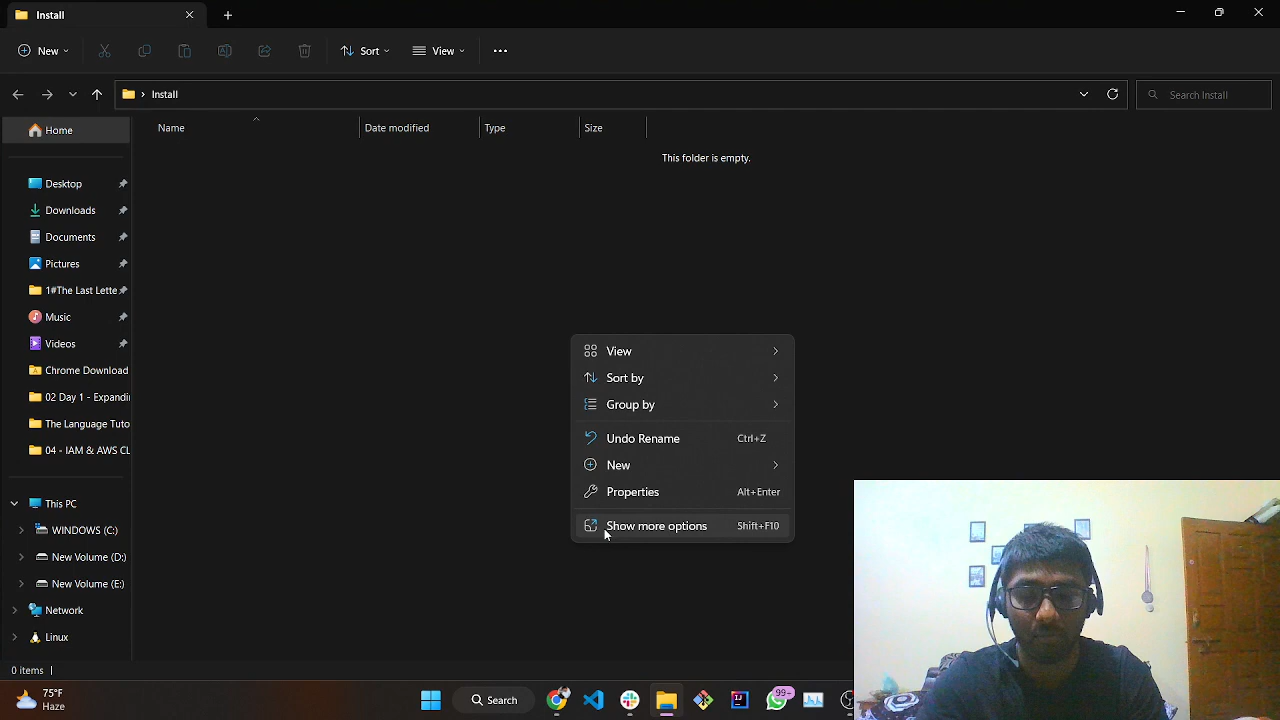 Install
New
Sort
View
Install
Search Install
Home
Name
Date modified
Type
Size
This folder is empty.
Desktop
Downloads
Documents
Pictures
1#The Last Lette
Music
Videos
Chrome Download
02 Day 1 - Expandi
The Language Tuto
04 - IAM & AWS CL
This PC
WINDOWS (C:)
New Volume (D:)
New Volume (E:)
Network
Linux
View
Sort by
Group by
Undo Rename Ctrl+Z
New
Properties Alt+Enter
Show more options Shift+F10
0 items
75°F
Haze
Search
99+